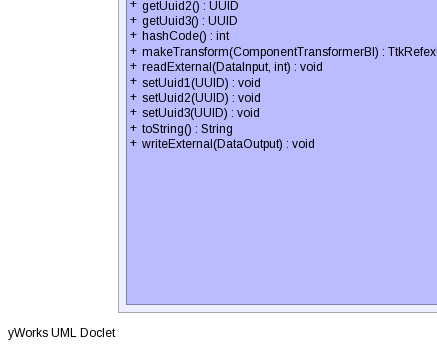 + getUuid2() : UUID
+ getUuid3() : UUID
+ hashCode() : int
+ makeTransform(ComponentTransformerBI) : TtkRefex
+ readExternal(DataInput, int) : void
+ setUuid1(UUID) : void
+ setUuid2(UUID) : void
+ setUuid3(UUID) : void
+ toString() : String
+ writeExternal(DataOutput) : void
yWorks UML Doclet